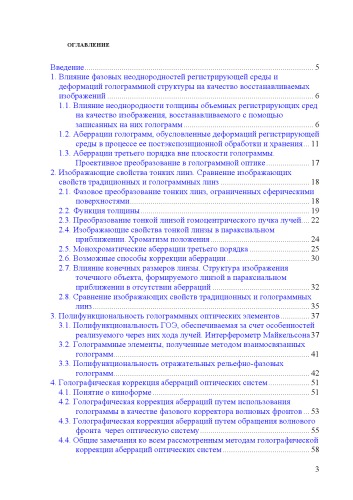 ОГЛАВЛЕНИЕ
Введение ..... 5
1. Влияние фазовых неоднородностей регистрирующей среды и
деформаций голограммной структуры на качество восстанавливаемых
изображений ..... 6
1.1. Влияние неоднородности толщины объемных регистрирующих сред
на качество изображения, восстанавливаемого с помощью
записанных на них голограмм ..... 6
1.2. Аберрации голограмм, обусловленные деформацией регистрирующей
среды в процессе ее постэкспозиционной обработки и хранения ... 11
1.3. Аберрации третьего порядка вне плоскости голограммы.
Проективное преобразование в голограммной оптике ..... 17
2. Изображающие свойства тонких линз. Сравнение изображающих
свойств традиционных и голограммных линз ..... 18
2.1. Фазовое преобразование тонких линз, ограниченных сферическими
поверхностями ..... 18
2.2. Функция толщины ..... 19
2.3. Преобразование тонкой линзой гомоцентрического пучка лучей .... 22
2.4. Изображающие свойства тонкой линзы в параксиальном
приближении. Хроматизм положения ..... 24
2.5. Монохроматические аберрации третьего порядка ..... 25
2.6. Возможные способы коррекции аберрации ..... 30
2.7. Влияние конечных размеров линзы. Структура изображения
точечного объекта, формируемого линзой в параксиальном
приближении в отсутствии аберраций ..... 32
2.8. Сравнение изображающих свойств традиционных и голограммных
линз ..... 35
3. Полифункциональность голограммных оптических элементов ..... 37
3.1. Полифункциональность ГОЭ, обеспечиваемая за счет особенностей
реализуемого через них хода лучей. Интерферометр Майкельсона 37
3.2. Голограммные элементы, полученные методом взаимосвязанных
голограмм ..... 41
3.3. Полифункциональность отражательных рельефно-фазовых
голограмм ..... 42
4. Голографическая коррекция аберраций оптических систем ..... 51
4.1. Понятие о киноформе ..... 51
4.2. Голографическая коррекция аберраций путем использования
голограммы в качестве фазового корректора волновых фронтов ... 53
4.3. Голографическая коррекция аберраций путем обращения волнового
фронта через оптическую систему ..... 55
4.4. Общие замечания ко всем рассмотренным методам голографической
коррекции аберраций оптических систем ..... 58
3